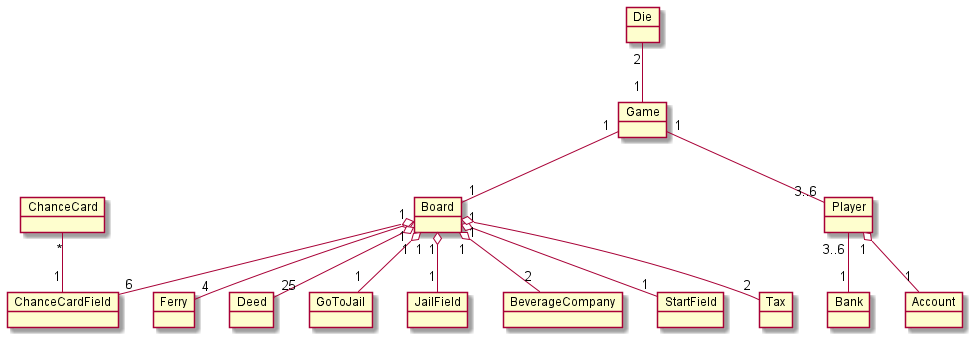 Die
2
1
Game
1
1
1
3..6
ChanceCard
Board
Player
*
1
1
1
1
1
1
1
1
3..6
1
1
6
4
25
1
1
2
1
2
1
1
ChanceCardField
Ferry
Deed
GoToJail
JailField
BeverageCompany
StartField
Tax
Bank
Account